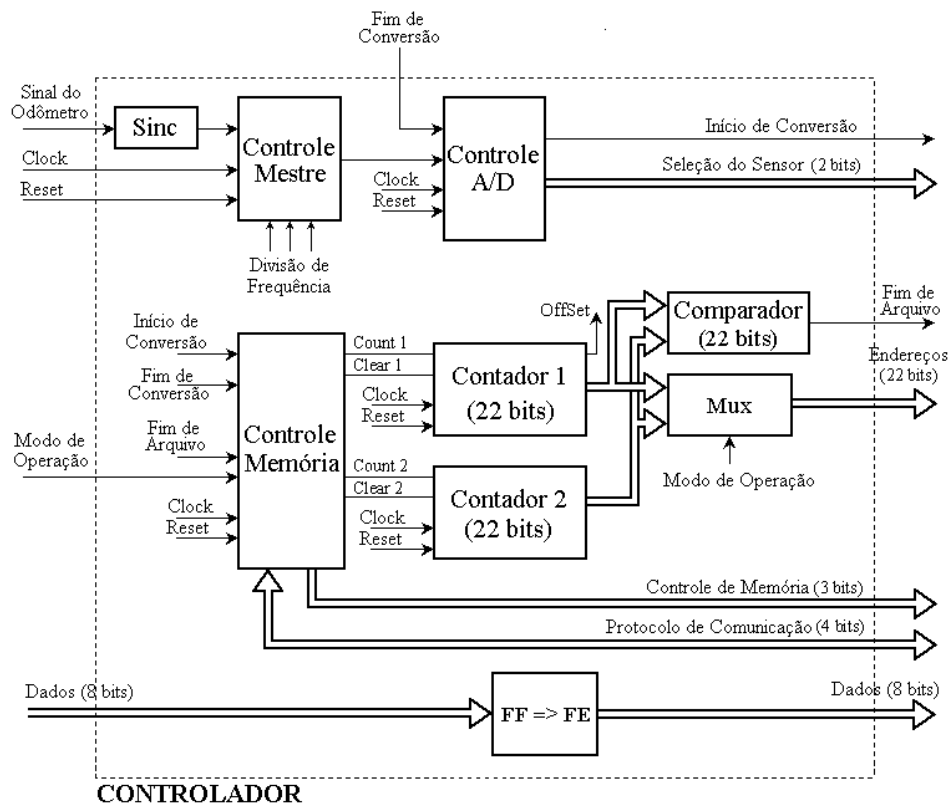 Fim de
Conversão
Sinal do
Odômetro
Sinc
Clock
Reset
Controle
Mestre
Divisão de
Frequência
Clock
Reset
Controle
A/D
Início de Conversão
Seleção do Sensor (2 bits)
Início de
Conversão
Fim de
Conversão
Fim de
Arquivo
Modo de
Operação
Clock
Reset
Controle
Memória
Count 1
Clear 1
Clock
Reset
Contador 1
(22 bits)
OffSet
Count 2
Clear 2
Clock
Reset
Contador 2
(22 bits)
Comparador
(22 bits)
Mux
Modo de Operação
Fim de
Arquivo
Endereços
(22 bits)
Controle de Memória (3 bits)
Protocolo de Comunicação (4 bits)
Dados (8 bits)
FF => FE
Dados (8 bits)
CONTROLADOR